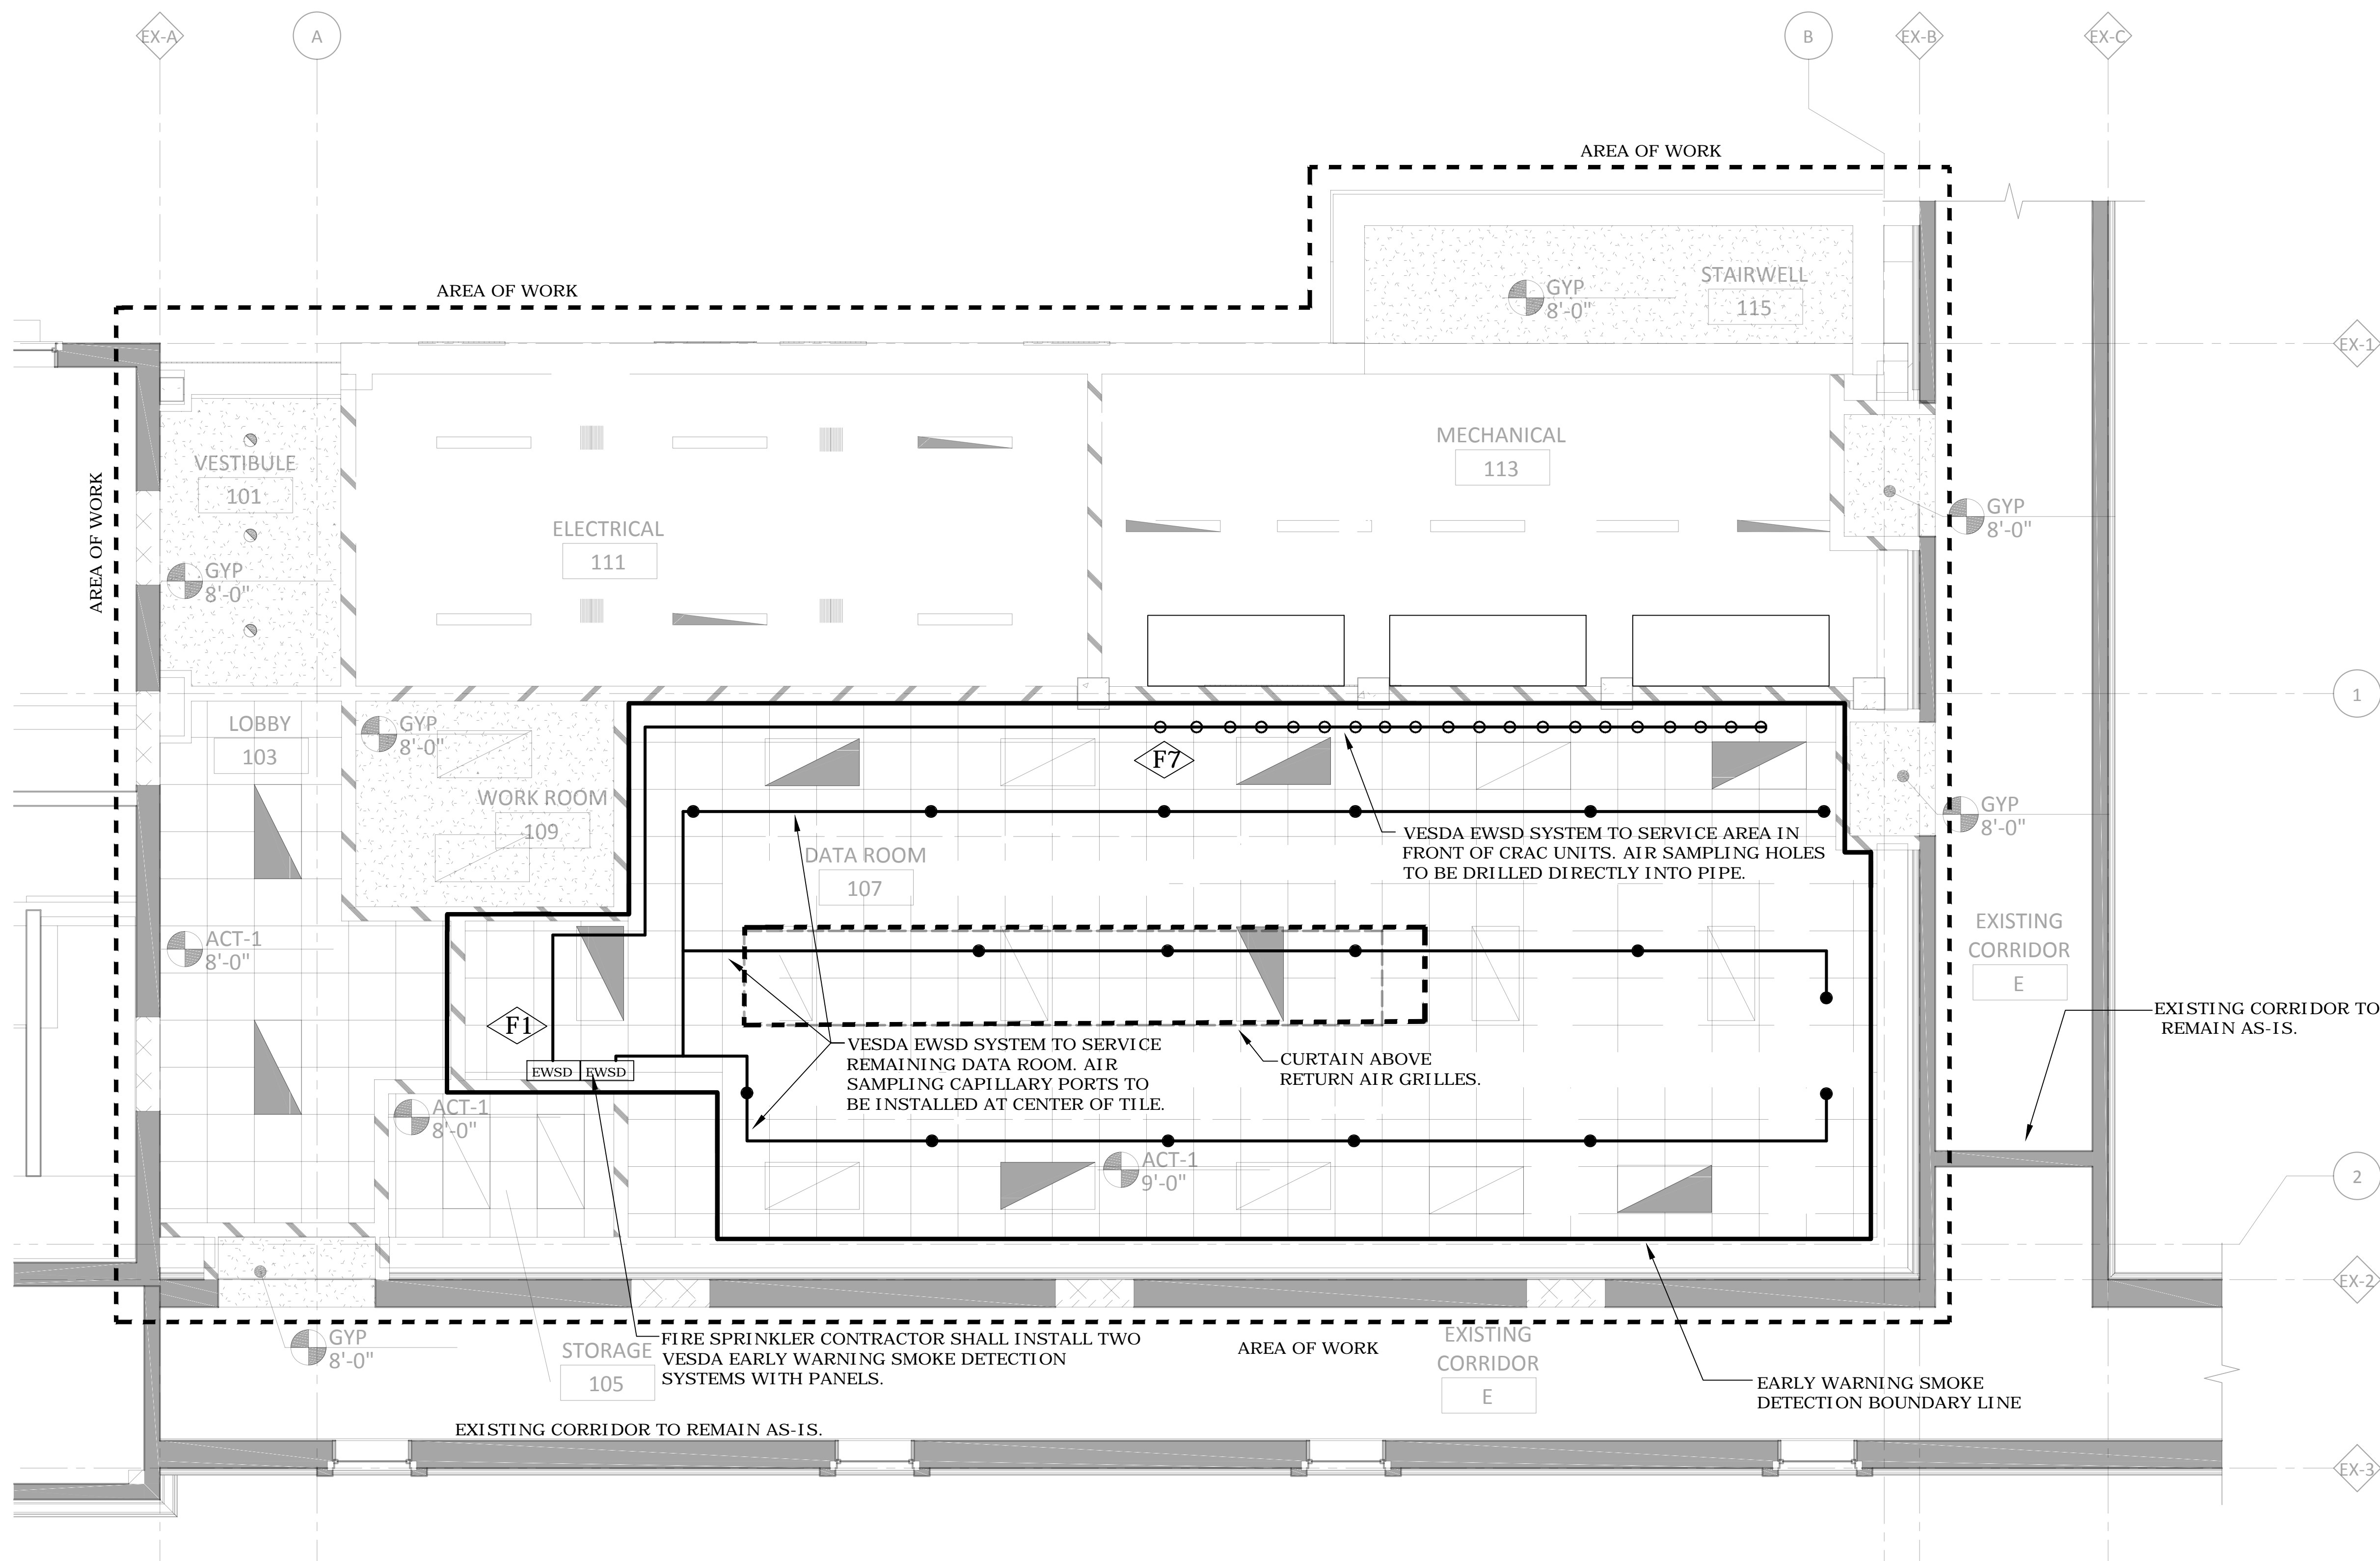 EX-A
A
B
EX-B
EX-C
AREA OF WORK
AREA OF WORK
STAIRWELL
115
GYP
8'-0"
EX-1
AREA OF WORK
VESTIBULE
101
GYP
8'-0"
ELECTRICAL
111
MECHANICAL
113
GYP
8'-0"
1
LOBBY
103
GYP
8'-0"
WORK ROOM
109
F7
VESDA EWSD SYSTEM TO SERVICE AREA IN
FRONT OF CRAC UNITS. AIR SAMPLING HOLES
TO BE DRILLED DIRECTLY INTO PIPE.
GYP
8'-0"
DATA ROOM
107
ACT-1
8'-0"
EXISTING
CORRIDOR
E
EXISTING CORRIDOR TO
REMAIN AS-IS.
F1
EWSD
EWSD
VESDA EWSD SYSTEM TO SERVICE
REMAINING DATA ROOM. AIR
SAMPLING CAPILLARY PORTS TO
BE INSTALLED AT CENTER OF TILE.
CURTAIN ABOVE
RETURN AIR GRILLES.
ACT-1
8'-0"
ACT-1
9'-0"
2
EX-2
GYP
8'-0"
STORAGE
105
FIRE SPRINKLER CONTRACTOR SHALL INSTALL TWO
VESDA EARLY WARNING SMOKE DETECTION
SYSTEMS WITH PANELS.
AREA OF WORK
EXISTING
CORRIDOR
E
EARLY WARNING SMOKE
DETECTION BOUNDARY LINE
EXISTING CORRIDOR TO REMAIN AS-IS.
EX-3